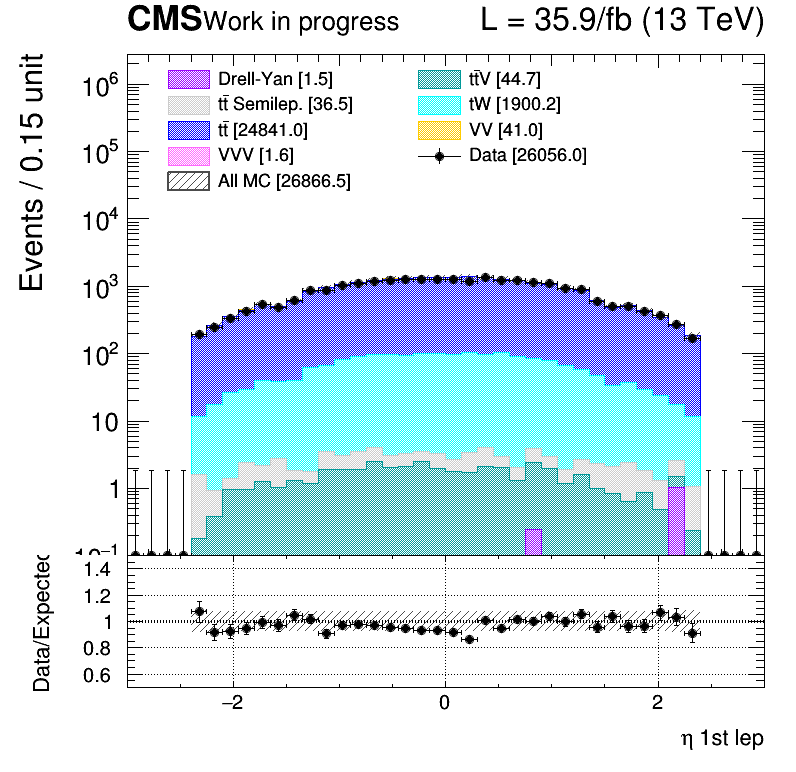 CMS Work in progress L = 35.9/fb (13 TeV)
Events / 0.15 unit
Drell-Yan [1.5]
tt̄V [44.7]
tt̄ Semilep. [36.5]
tW [1900.2]
tt̄ [24841.0]
VV [41.0]
VVV [1.6]
Data [26056.0]
All MC [26866.5]
10⁶
10⁵
10⁴
10³
10²
10
1
10⁻¹
Data/Expected
1.4
1.2
1
0.8
0.6
−2 0 2
η 1st lep